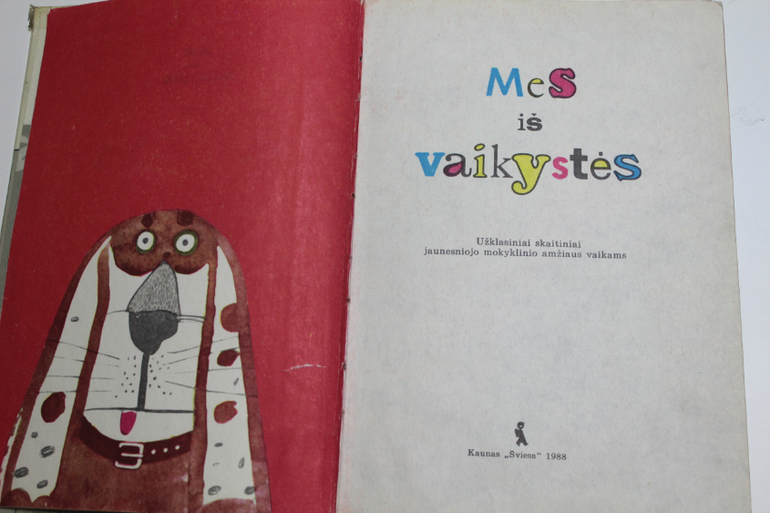 Mes
iš
vaikystės
Užklasiniai skaitiniai
jaunesniojo mokyklinio amžiaus vaikams
Kaunas „Šviesa“ 1988